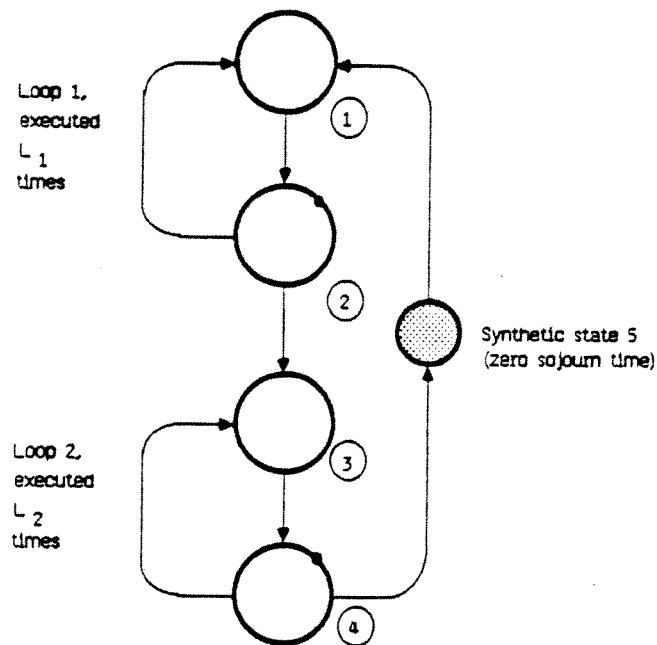 Loop 1,
executed
L 1
times
1
2
Synthetic state 5
(zero sojourn time)
Loop 2,
executed
L 2
times
3
4